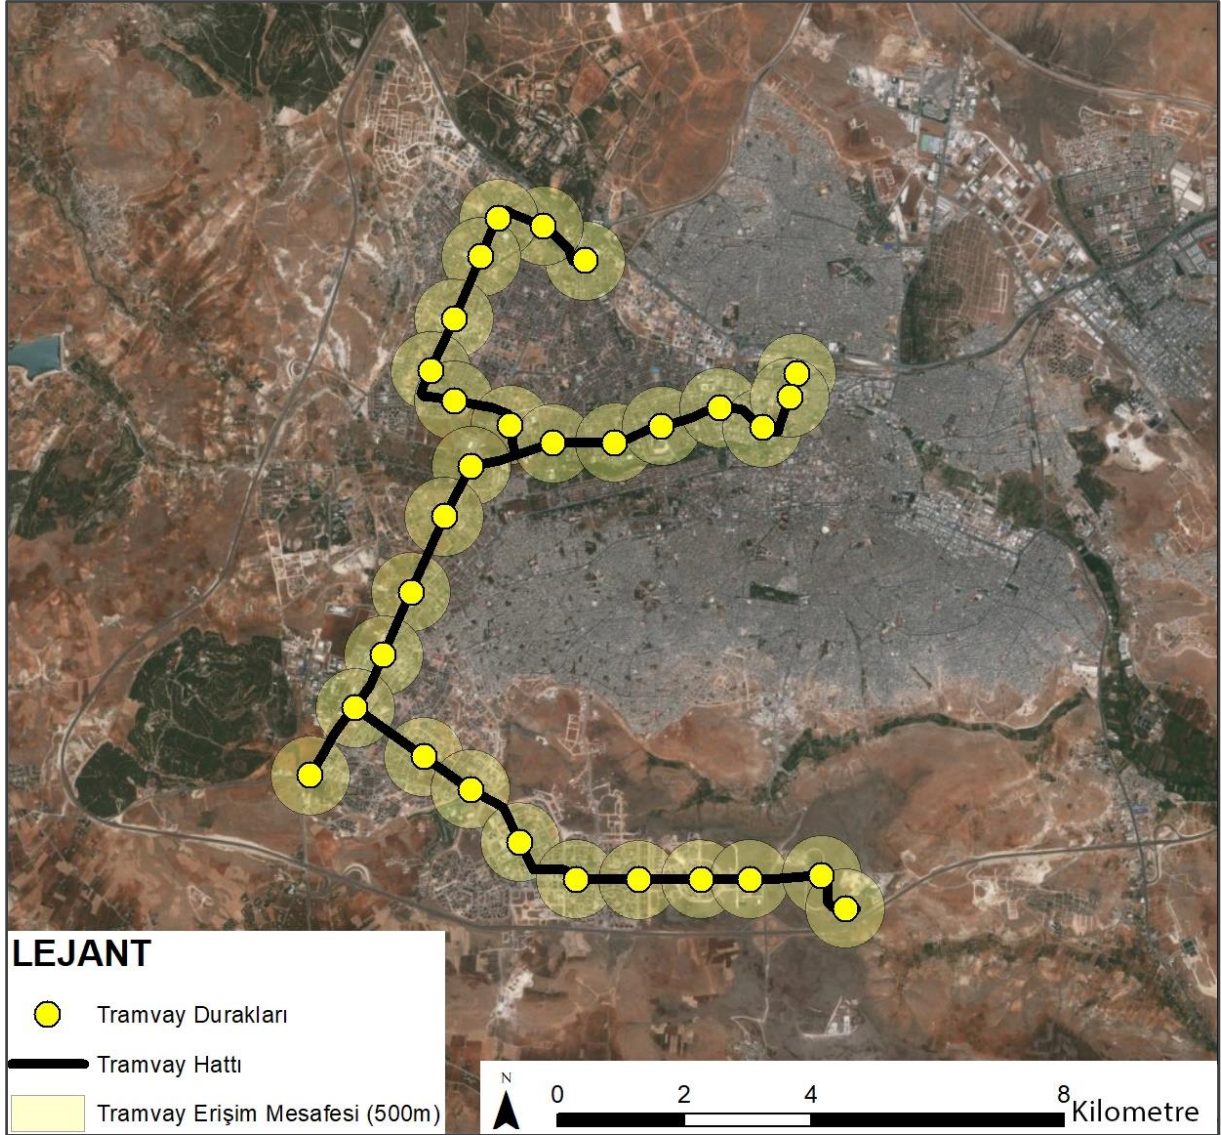 LEJANT
Tramvay Durakları
Tramvay Hattı
Tramvay Erişim Mesafesi (500m)
N
0 2 4 8 Kilometre